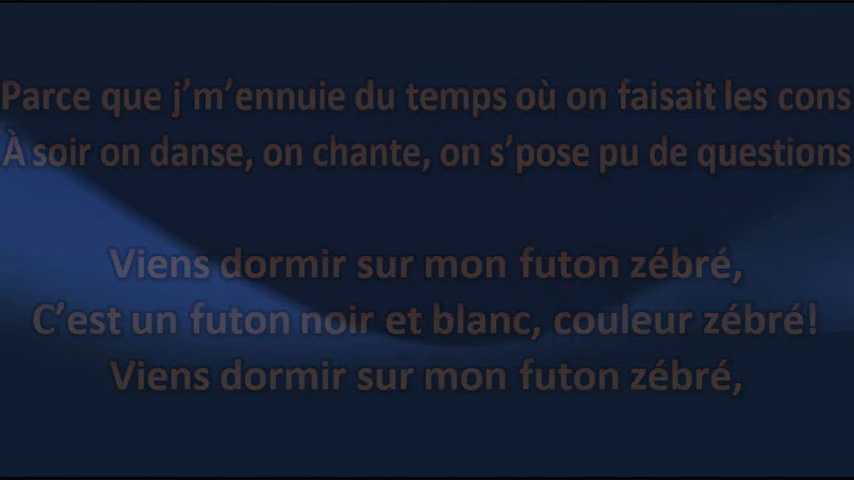 Parce que j’m’ennuie du temps où on faisait les cons
À soir on danse, on chante, on s’pose pu de questions
Viens dormir sur mon futon zébré,
C’est un futon noir et blanc, couleur zébré!
Viens dormir sur mon futon zébré,